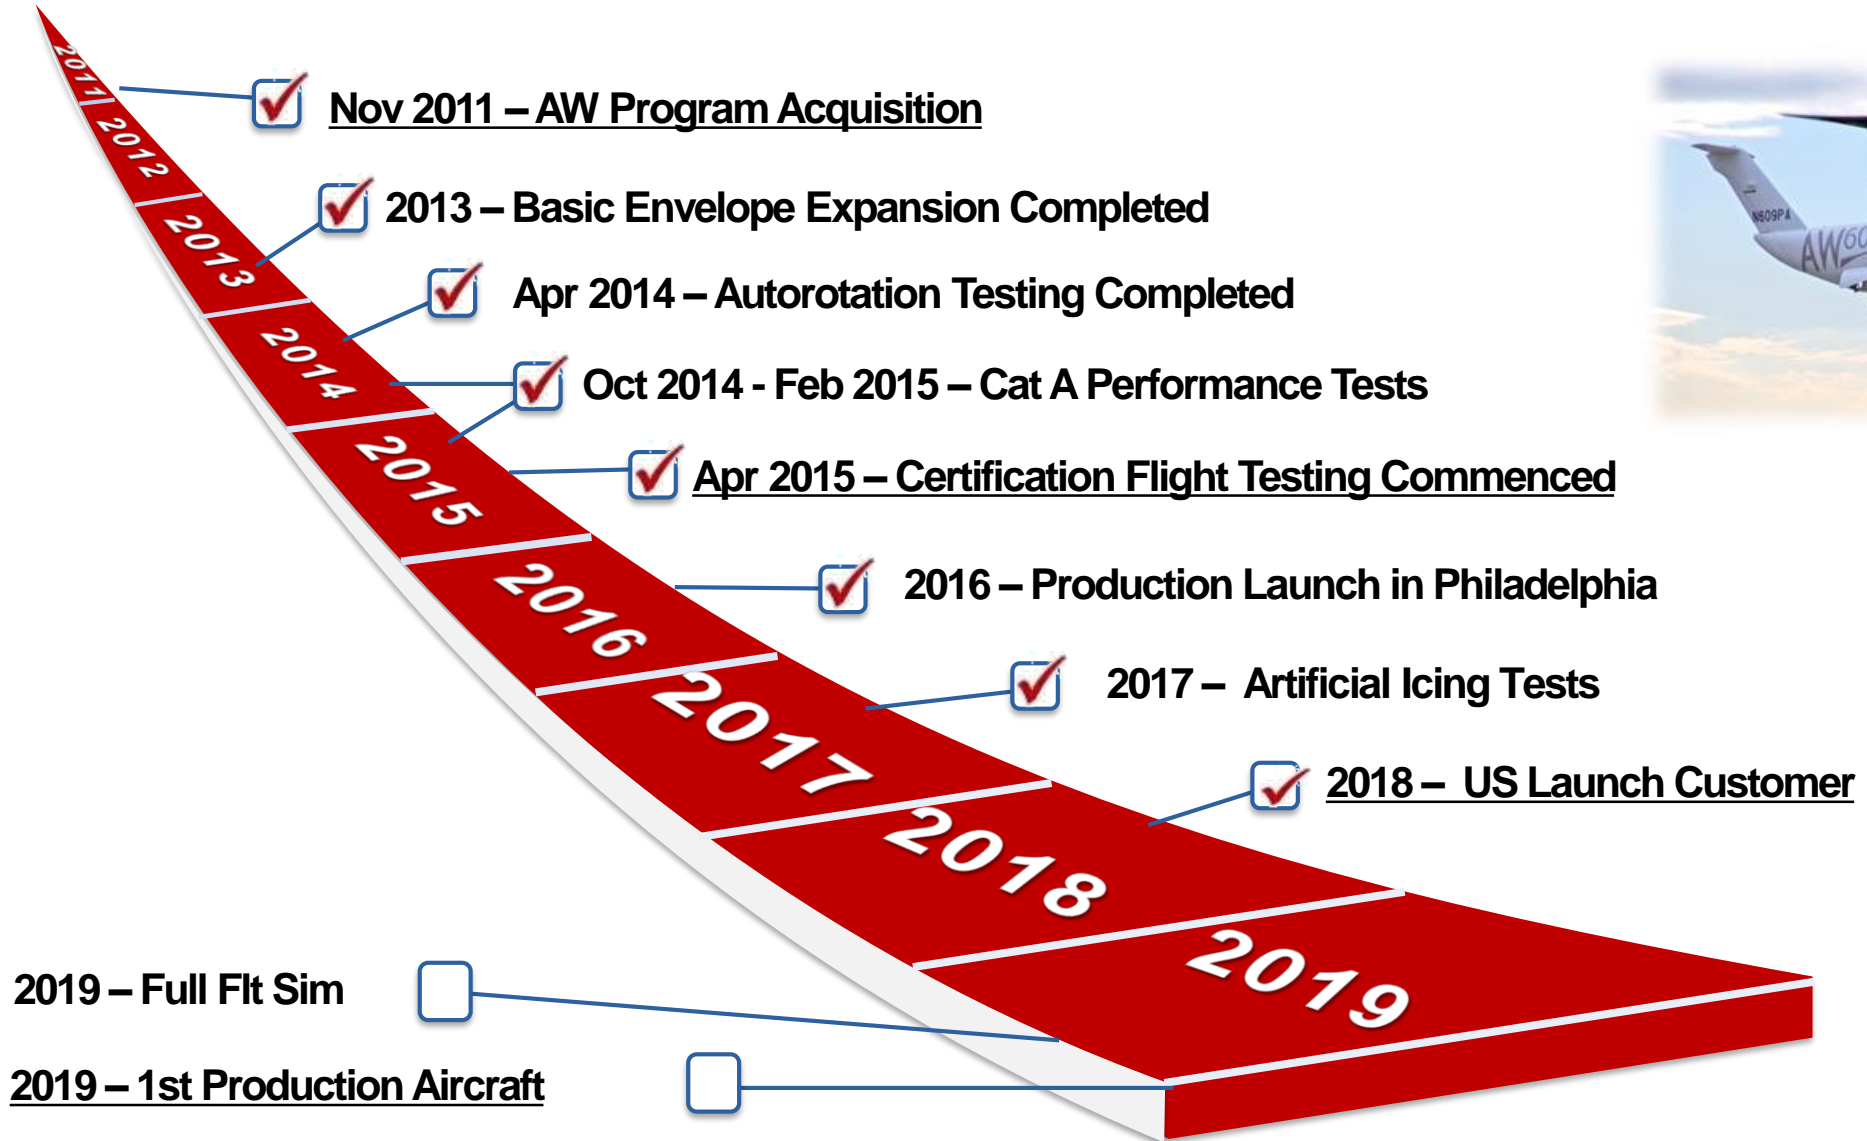 2011
Nov 2011 – AW Program Acquisition
2012
2013 – Basic Envelope Expansion Completed
2013
Apr 2014 – Autorotation Testing Completed
2014
Oct 2014 - Feb 2015 – Cat A Performance Tests
2015
Apr 2015 – Certification Flight Testing Commenced
2016
2016 – Production Launch in Philadelphia
2017
2017 – Artificial Icing Tests
2018
2018 – US Launch Customer
2019
2019 – Full Flt Sim
2019 – 1st Production Aircraft
N609PA